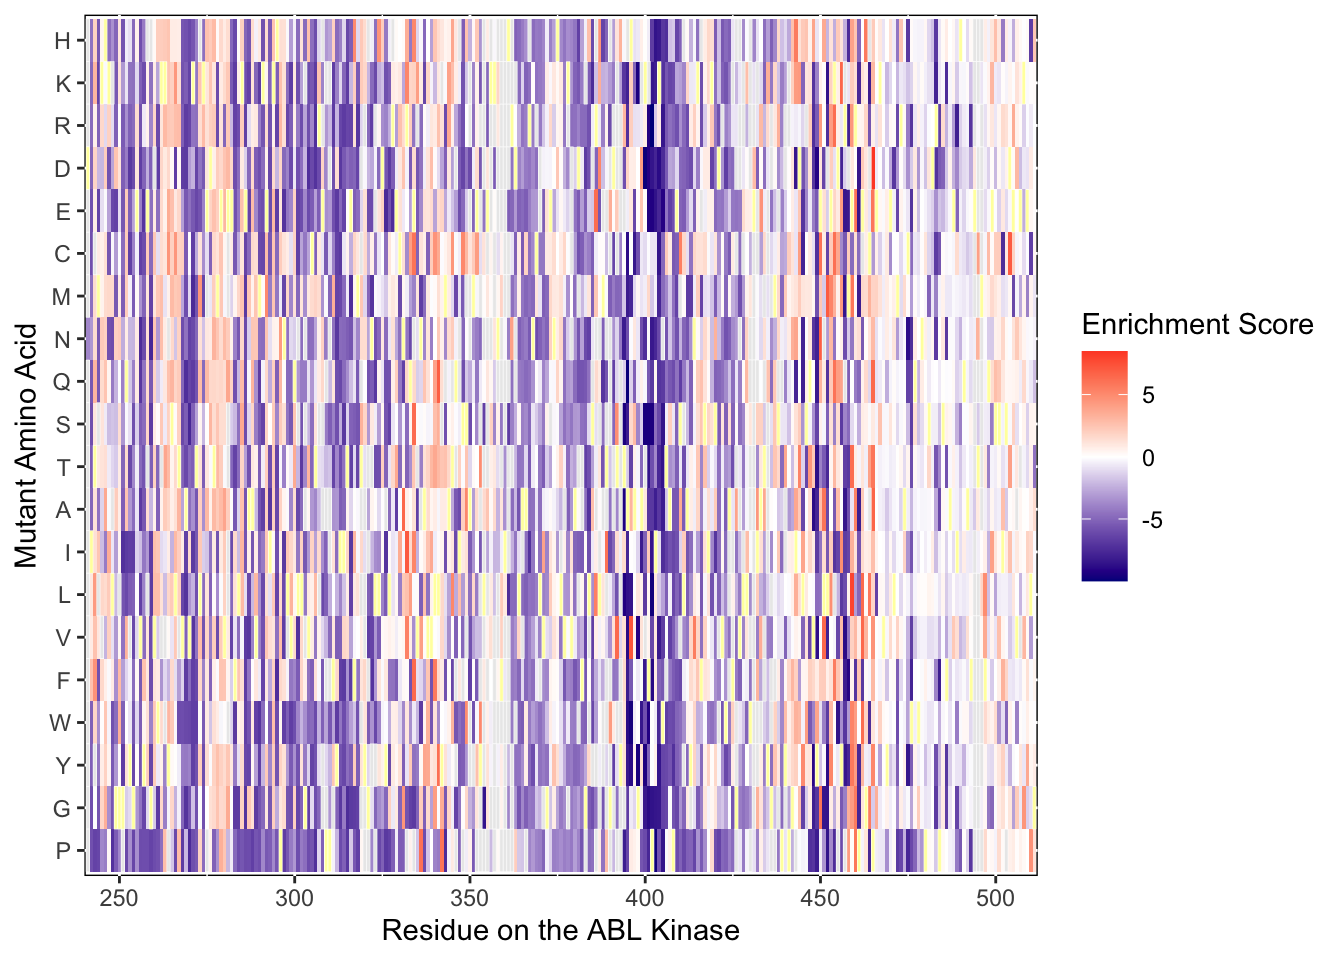 H
K
R
D
E
C
M
N
Q
S
T
A
I
L
V
F
W
Y
G
P
Mutant Amino Acid
250 300 350 400 450 500
Residue on the ABL Kinase
Enrichment Score
5
0
-5